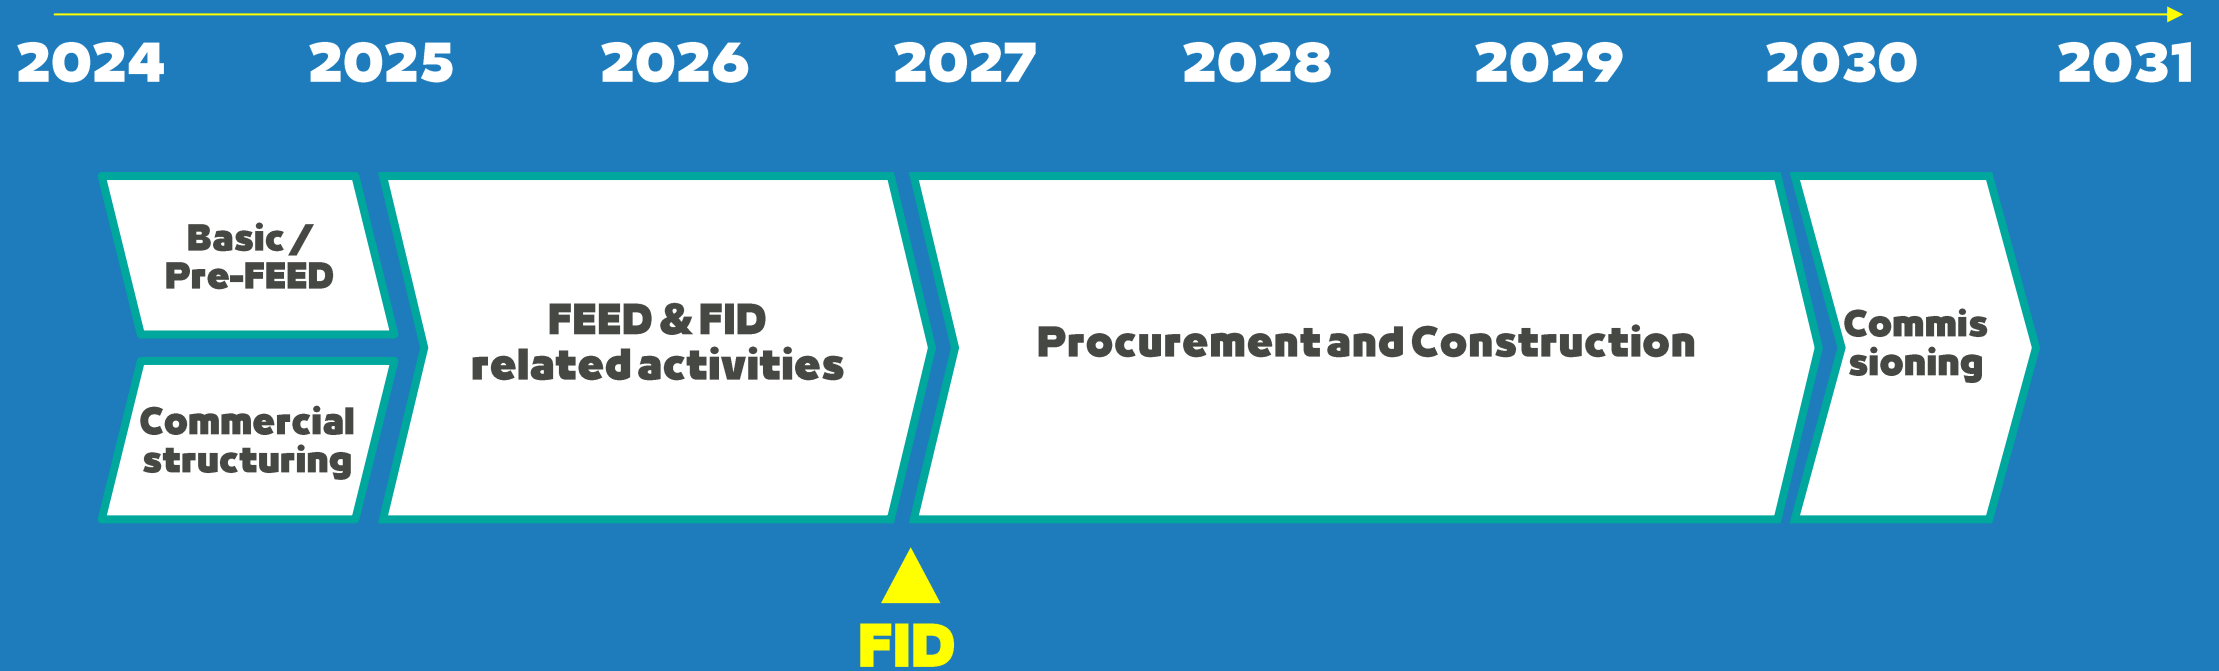 2024 2025 2026 2027 2028 2029 2030 2031
Basic /
Pre-FEED
Commercial
structuring
FEED & FID
related activities
Procurement and Construction
Commis
sioning
FID